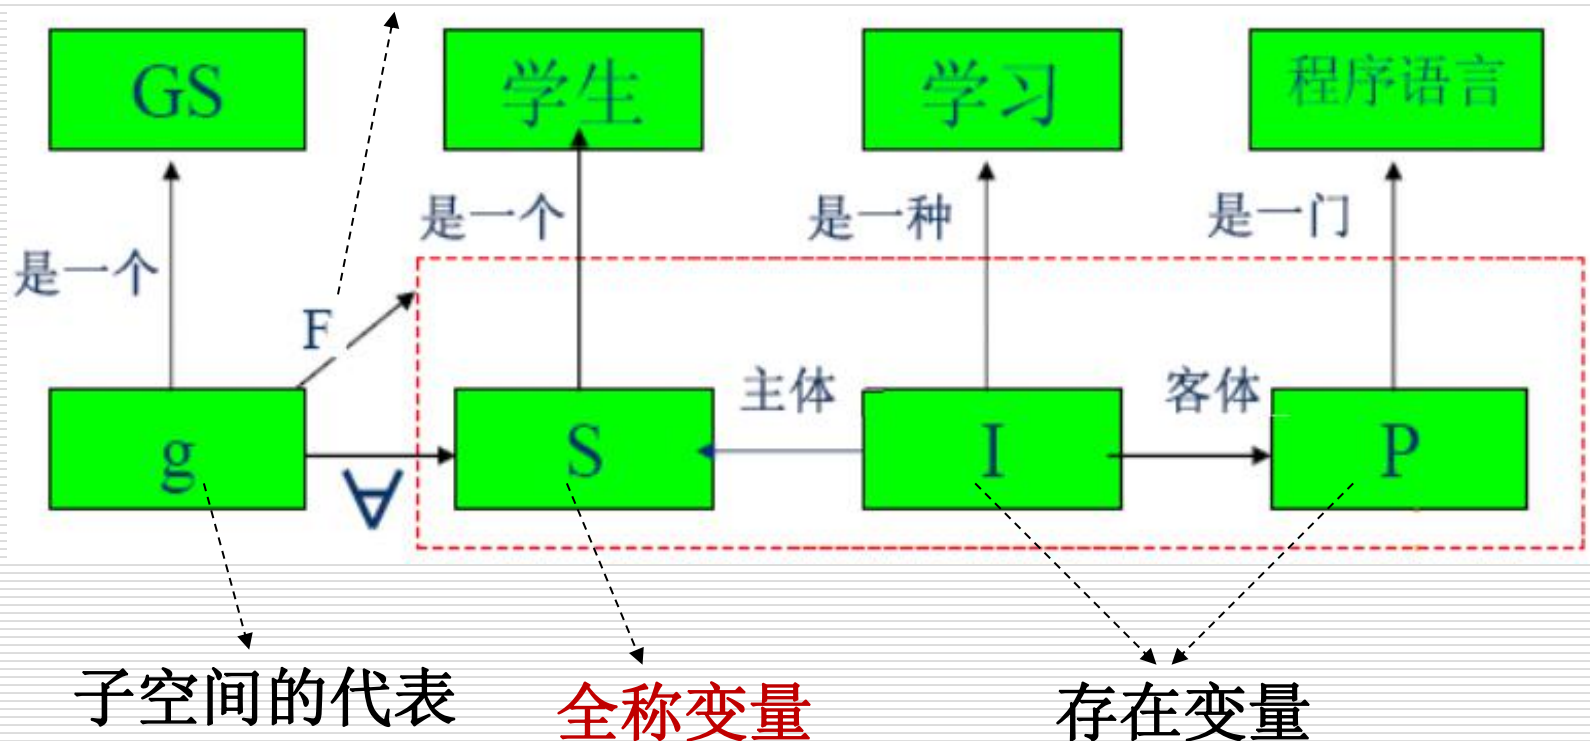 GS
学生
学习
程序语言
是一个
是一个
是一种
是一门
F
主体
客体
g
∀
S
I
P
子空间的代表
全称变量
存在变量